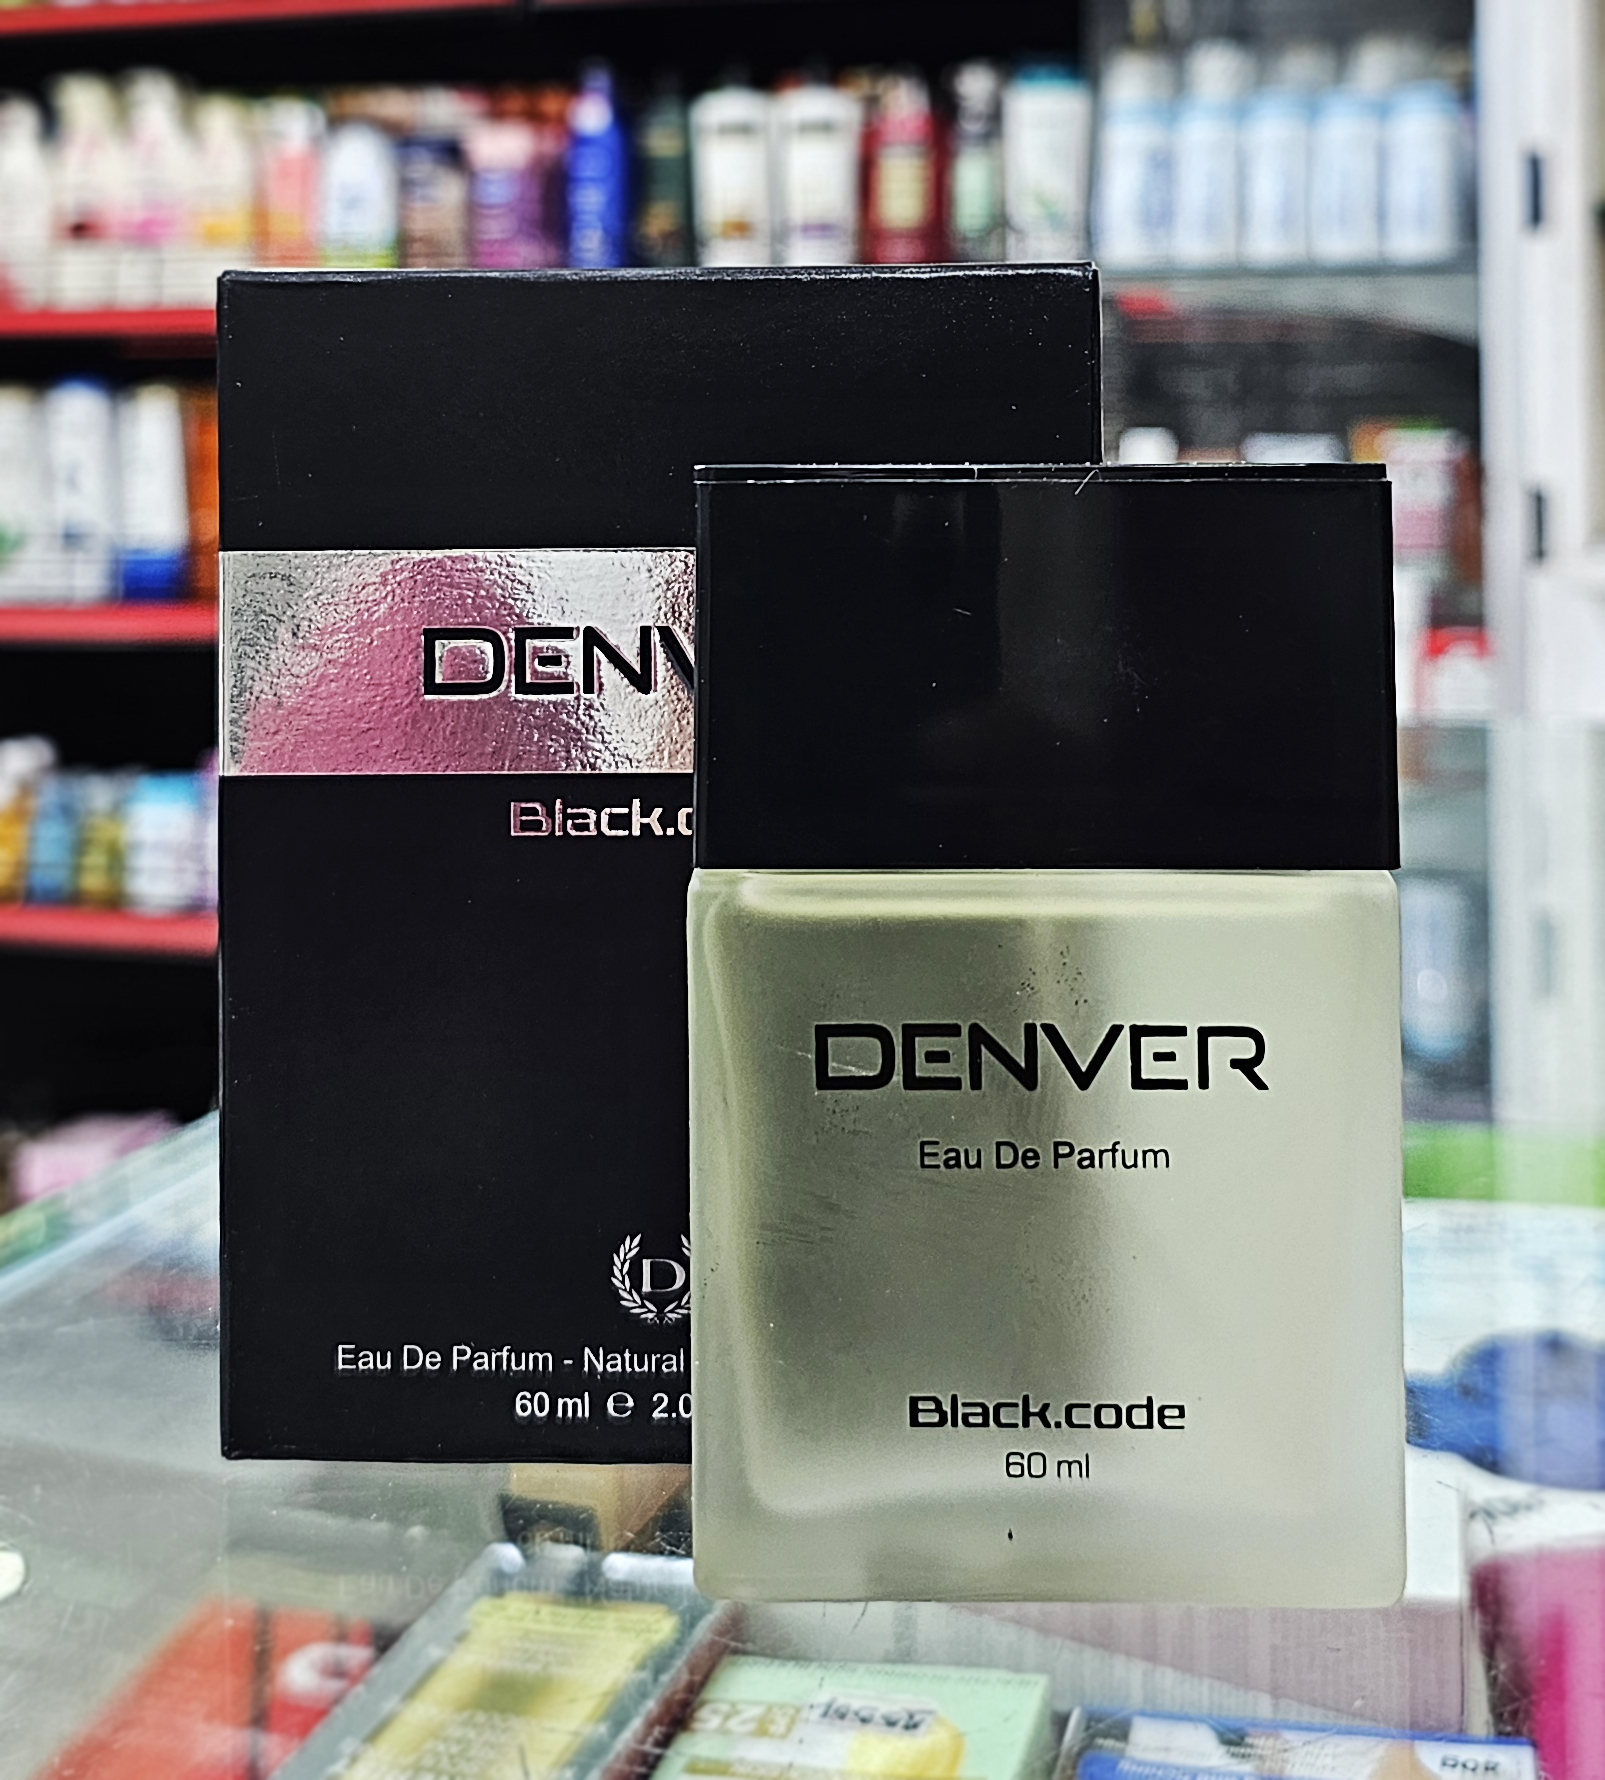 DENV
Black.c
D
Eau De Parfum - Natural
60 ml e 2.0
DENVER
Eau De Parfum
Black.code
60 ml